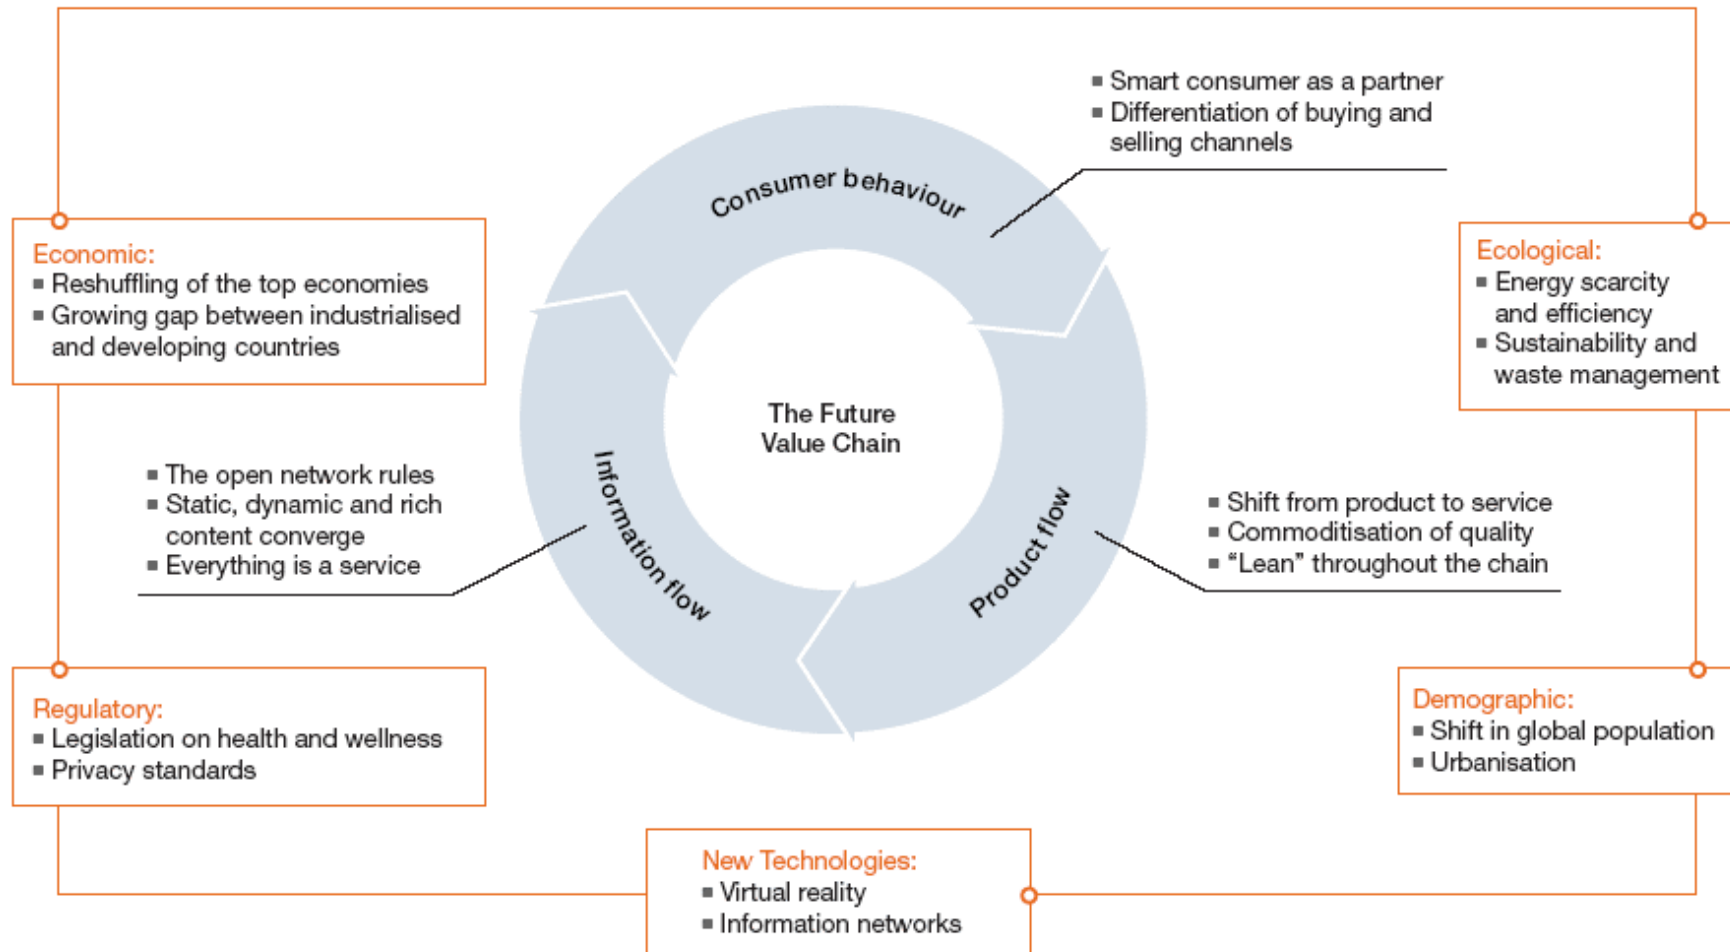 ■ Smart consumer as a partner
■ Differentiation of buying and
selling channels
Consumer behaviour
Economic:
■ Reshuffling of the top economies
■ Growing gap between industrialised
and developing countries
Ecological:
■ Energy scarcity
and efficiency
■ Sustainability and
waste management
The Future
Value Chain
■ The open network rules
■ Static, dynamic and rich
content converge
■ Everything is a service
Information flow
Product flow
■ Shift from product to service
■ Commoditisation of quality
■ “Lean” throughout the chain
Regulatory:
■ Legislation on health and wellness
■ Privacy standards
Demographic:
■ Shift in global population
■ Urbanisation
New Technologies:
■ Virtual reality
■ Information networks